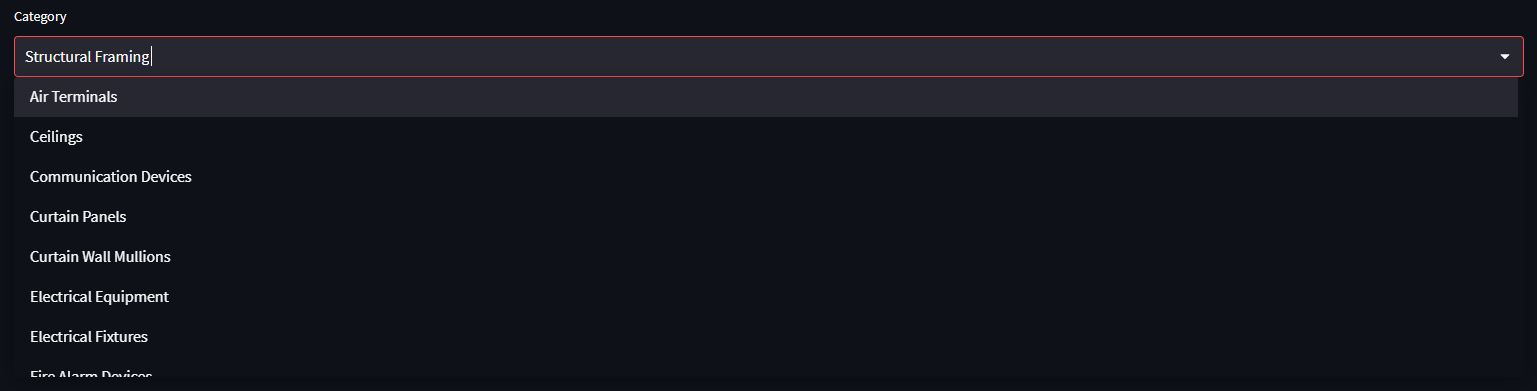 Category
Structural Framing
Air Terminals
Ceilings
Communication Devices
Curtain Panels
Curtain Wall Mullions
Electrical Equipment
Electrical Fixtures
Fire Alarm Devices